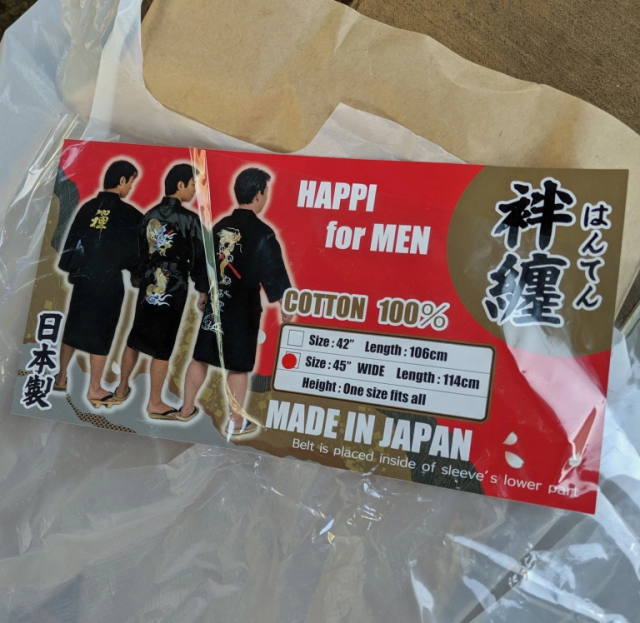 HAPPI
for MEN
袢纏
はんてん
COTTON 100%
Size : 42" Length : 106cm
Size : 45" WIDE Length : 114cm
Height : One size fits all
MADE IN JAPAN
Belt is placed inside of sleeve's lower part
日本製